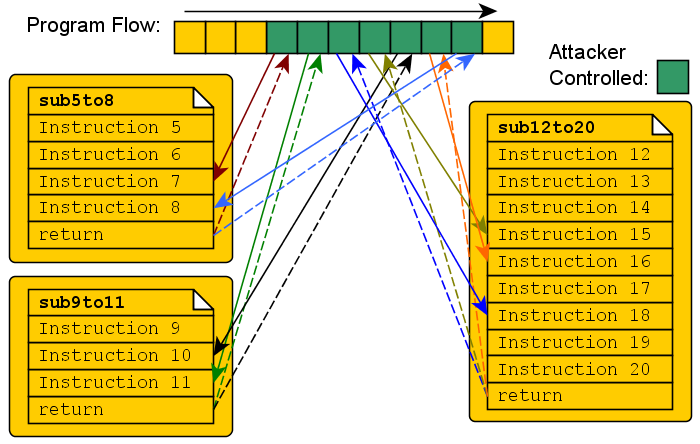 Program Flow:
Attacker
Controlled:
sub5to8
Instruction 5
Instruction 6
Instruction 7
Instruction 8
return
sub9to11
Instruction 9
Instruction 10
Instruction 11
return
sub12to20
Instruction 12
Instruction 13
Instruction 14
Instruction 15
Instruction 16
Instruction 17
Instruction 18
Instruction 19
Instruction 20
return